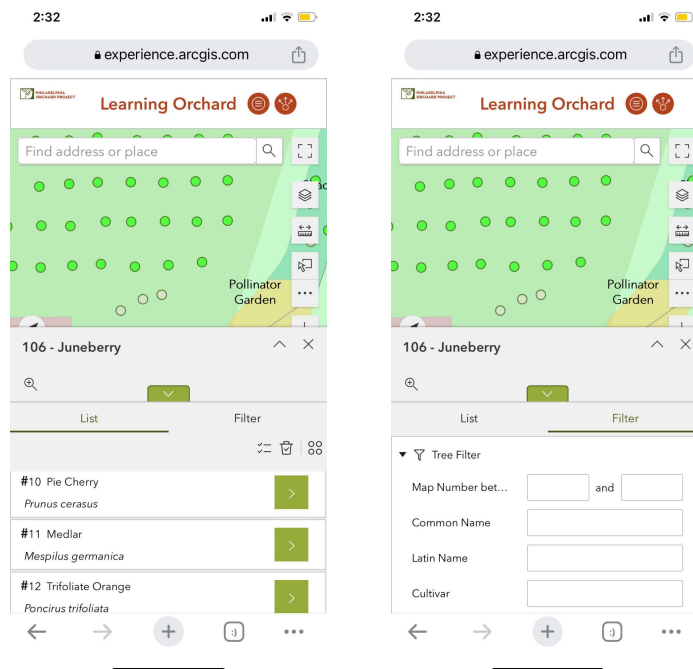 2:32
experience.arcgis.com
PHILADELPHIA
ORCHARD PROJECT
Learning Orchard
Find address or place
Pollinator
Garden
106 - Juneberry
List Filter
#10 Pie Cherry
Prunus cerasus
#11 Medlar
Mespilus germanica
#12 Trifoliate Orange
Poncirus trifoliata
:)
2:32
experience.arcgis.com
PHILADELPHIA
ORCHARD PROJECT
Learning Orchard
Find address or place
Pollinator
Garden
106 - Juneberry
List Filter
Tree Filter
Map Number bet... and
Common Name
Latin Name
Cultivar
:)